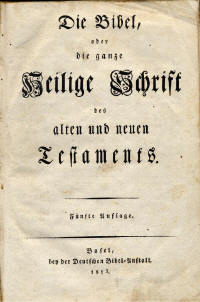 Die Bibel,
oder
die ganze
Heilige Schrift
des
alten und neuen
Testaments.
Fünfte Auflage.
Basel,
bey der Deutschen Bibel-Anstalt.